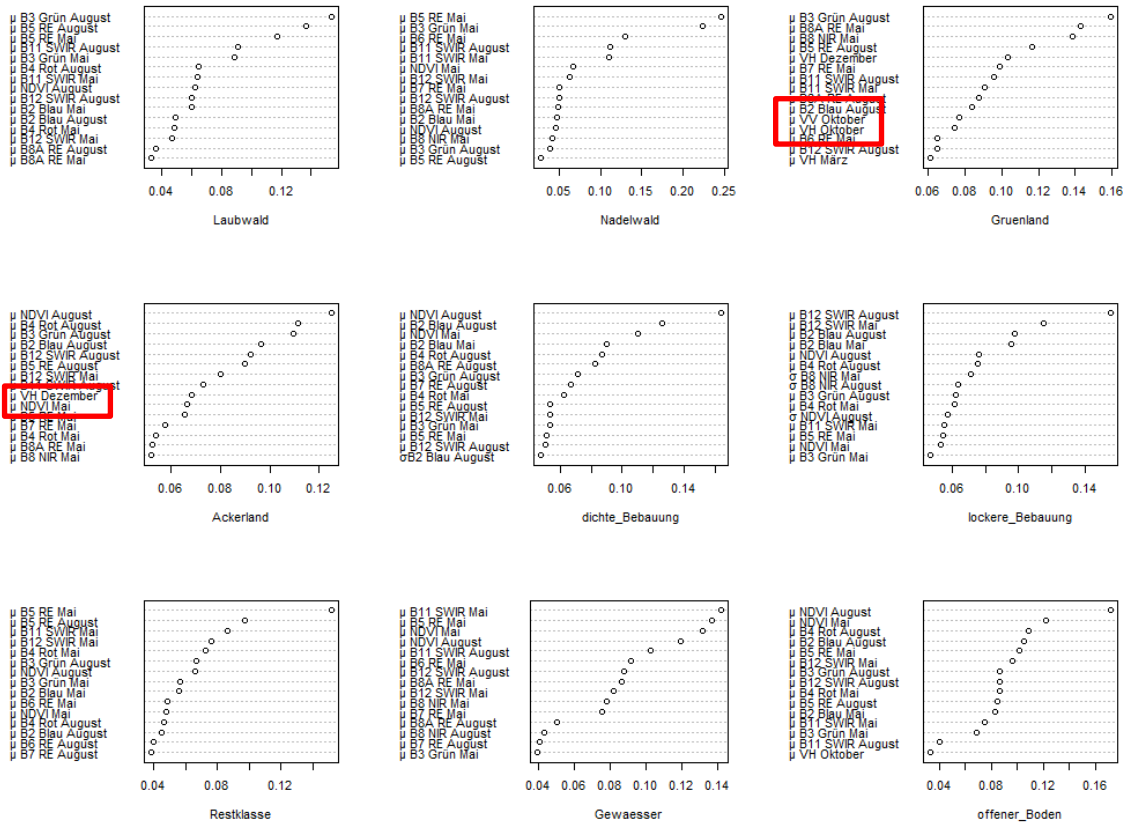 μ B3 Grün August
μ B5 RE August
μ B5 RE Mai
μ B11 SWIR August
μ B3 Grün Mai
μ B4 Rot August
μ B11 SWIR Mai
μ NDVI August
μ B12 SWIR August
μ B2 Blau Mai
μ B2 Blau August
μ B4 Rot Mai
μ B12 SWIR Mai
μ B8A RE August
μ B8A RE Mai
0.04 0.08 0.12
Laubwald
μ B5 RE Mai
μ B3 Grün Mai
μ B6 RE Mai
μ B11 SWIR August
μ B11 SWIR Mai
μ NDVI Mai
μ B12 SWIR Mai
μ B7 RE Mai
μ B12 SWIR August
μ B8A RE Mai
μ B2 Blau Mai
μ NDVI August
μ B8 NIR Mai
μ B3 Grün August
μ B5 RE August
0.05 0.10 0.15 0.20 0.25
Nadelwald
μ B3 Grün August
μ B8A RE Mai
μ B8 NIR Mai
μ B5 RE August
μ VH Dezember
μ B7 RE Mai
μ B11 SWIR August
μ B11 SWIR Mai
μ B8A RE August
μ B2 Blau August
μ VV Oktober
μ VH Oktober
μ B6 RE Mai
μ B12 SWIR August
μ VH März
0.06 0.08 0.10 0.12 0.14 0.16
Gruenland
μ NDVI August
μ B4 Rot August
μ B3 Grün August
μ B2 Blau August
μ B12 SWIR August
μ B5 RE August
μ B12 SWIR Mai
μ B11 SWIR August
μ VH Dezember
μ NDVI Mai
μ B5 RE Mai
μ B7 RE Mai
μ B4 Rot Mai
μ B8A RE Mai
μ B8 NIR Mai
0.06 0.08 0.10 0.12
Ackerland
μ NDVI August
μ B2 Blau August
μ NDVI Mai
μ B2 Blau Mai
μ B4 Rot August
μ B8A RE August
μ B3 Grün August
μ B7 RE August
μ B4 Rot Mai
μ B5 RE August
μ B12 SWIR Mai
μ B3 Grün Mai
μ B5 RE Mai
μ B12 SWIR August
σB2 Blau August
0.06 0.10 0.14
dichte_Bebauung
μ B12 SWIR August
μ B12 SWIR Mai
μ B2 Blau August
μ B2 Blau Mai
μ NDVI August
μ B4 Rot August
σ B8 NIR Mai
σ B8 NIR August
μ B3 Grün August
μ B4 Rot Mai
σ NDVI August
μ B11 SWIR Mai
μ B5 RE Mai
μ NDVI Mai
μ B3 Grün Mai
0.06 0.10 0.14
lockere_Bebauung
μ B5 RE Mai
μ B5 RE August
μ B11 SWIR Mai
μ B12 SWIR Mai
μ B4 Rot Mai
μ B3 Grün August
μ NDVI August
μ B3 Grün Mai
μ B2 Blau Mai
μ B6 RE Mai
μ NDVI Mai
μ B4 Rot August
μ B2 Blau August
μ B6 RE August
μ B7 RE August
0.04 0.08 0.12
Restklasse
μ B11 SWIR Mai
μ B5 RE Mai
μ NDVI Mai
μ NDVI August
μ B11 SWIR August
μ B6 RE Mai
μ B12 SWIR August
μ B8A RE Mai
μ B12 SWIR Mai
μ B8 NIR Mai
μ B7 RE Mai
μ B8A RE August
μ B8 NIR August
μ B7 RE August
μ B3 Grün Mai
0.04 0.06 0.08 0.10 0.12 0.14
Gewaesser
μ NDVI August
μ NDVI Mai
μ B4 Rot August
μ B2 Blau August
μ B5 RE Mai
μ B12 SWIR Mai
μ B3 Grün August
μ B12 SWIR August
μ B4 Rot Mai
μ B5 RE August
μ B2 Blau Mai
μ B11 SWIR Mai
μ B3 Grün Mai
μ B11 SWIR August
μ VH Oktober
0.04 0.08 0.12 0.16
offener_Boden